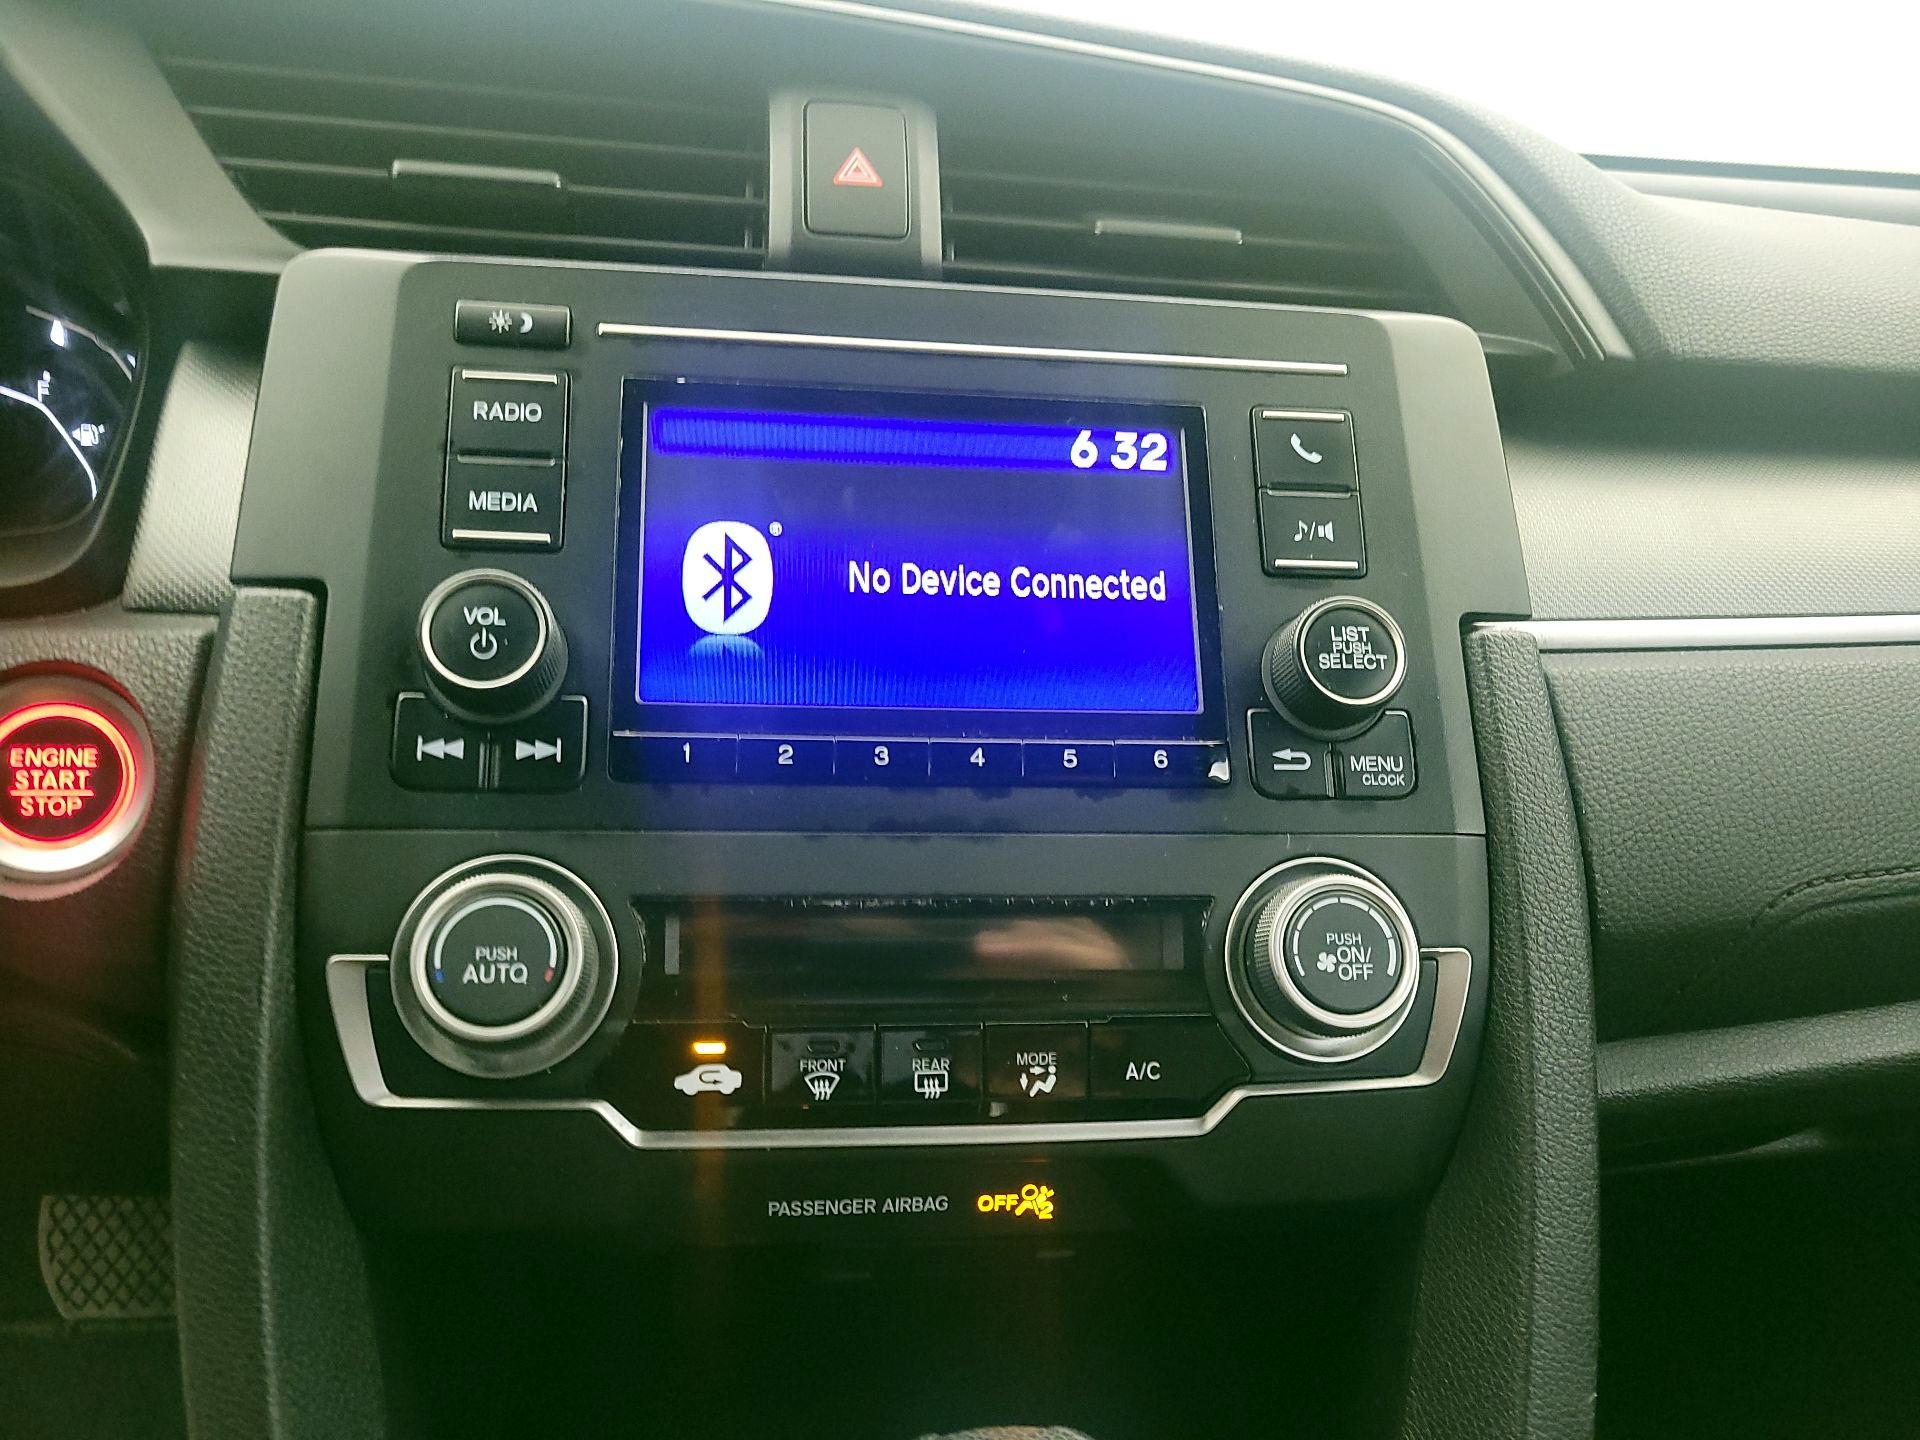 F
RADIO
MEDIA
VOL
6 32
®
No Device Connected
1 2 3 4 5 6
LIST
PUSH
SELECT
MENU
CLOCK
ENGINE
START
STOP
PUSH
AUTO
PUSH
ON/
OFF
FRONT
REAR
MODE
A/C
PASSENGER AIRBAG OFF 2